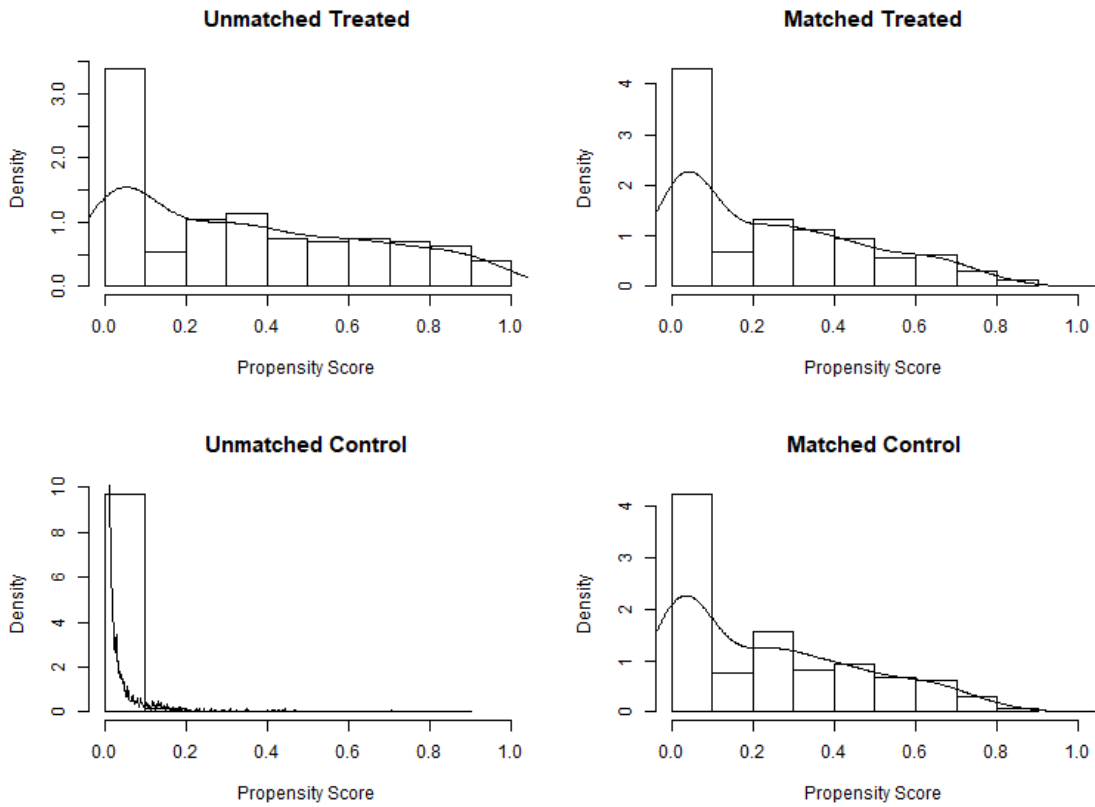 Unmatched Treated
Density
0.0 1.0 2.0 3.0
0.0 0.2 0.4 0.6 0.8 1.0
Propensity Score
Matched Treated
Density
0 1 2 3 4
0.0 0.2 0.4 0.6 0.8 1.0
Propensity Score
Unmatched Control
Density
0 2 4 6 8 10
0.0 0.2 0.4 0.6 0.8 1.0
Propensity Score
Matched Control
Density
0 1 2 3 4
0.0 0.2 0.4 0.6 0.8 1.0
Propensity Score